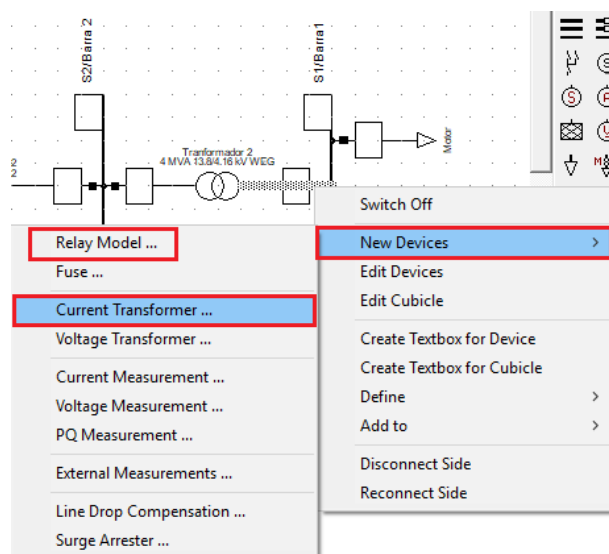 S2/Barra 2
S1/Barra1
Tranformador 2
4 MVA 13.8/4.16 kV WEG
Motor
2
2
S
Switch Off
New Devices
Edit Devices
Edit Cubicle
Create Textbox for Device
Create Textbox for Cubicle
Define
Add to
Disconnect Side
Reconnect Side
Relay Model ...
Fuse ...
Current Transformer ...
Voltage Transformer ...
Current Measurement ...
Voltage Measurement ...
PQ Measurement ...
External Measurements ...
Line Drop Compensation ...
Surge Arrester ...